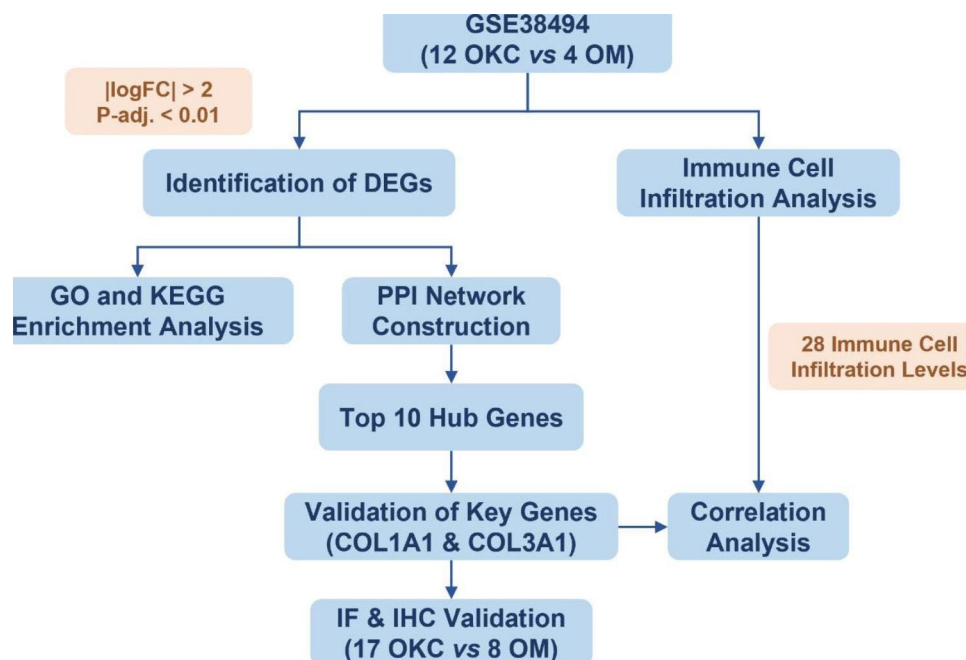 GSE38494
(12 OKC vs 4 OM)
|logFC| > 2
P-adj. < 0.01
Identification of DEGs
Immune Cell
Infiltration Analysis
GO and KEGG
Enrichment Analysis
PPI Network
Construction
28 Immune Cell
Infiltration Levels
Top 10 Hub Genes
Validation of Key Genes
(COL1A1 & COL3A1)
Correlation
Analysis
IF & IHC Validation
(17 OKC vs 8 OM)